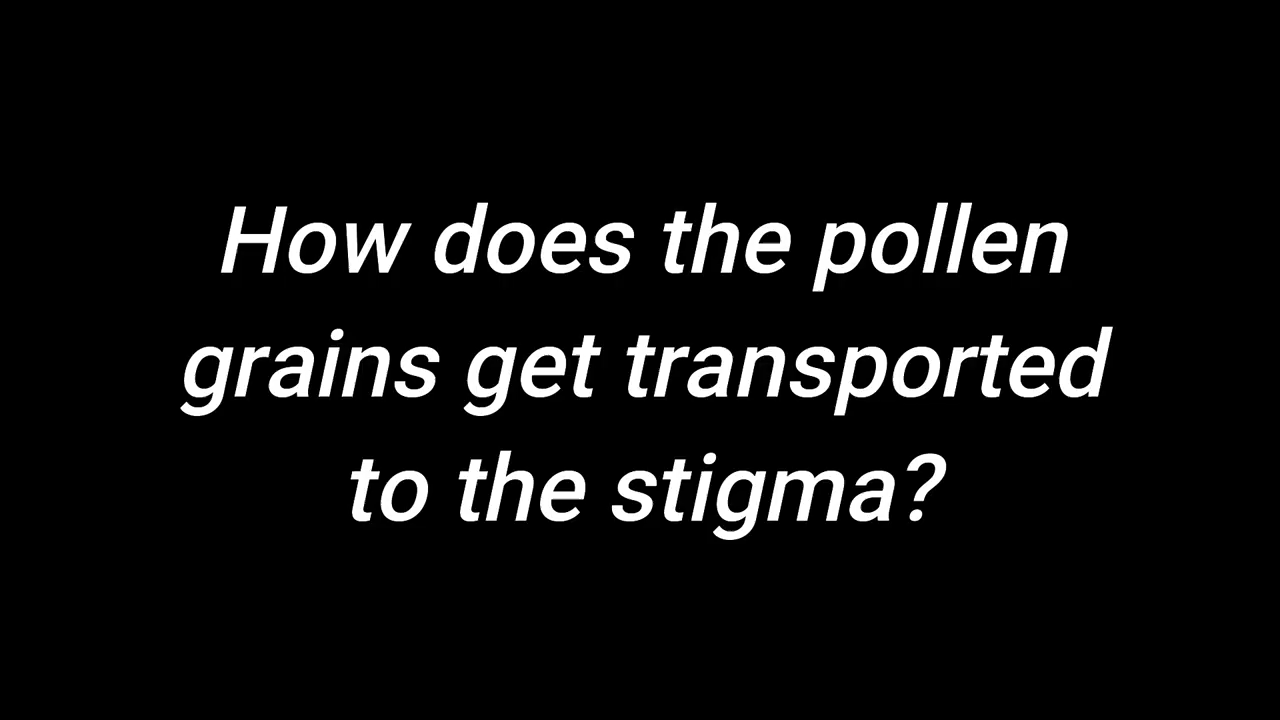 How does the pollen
grains get transported
to the stigma?